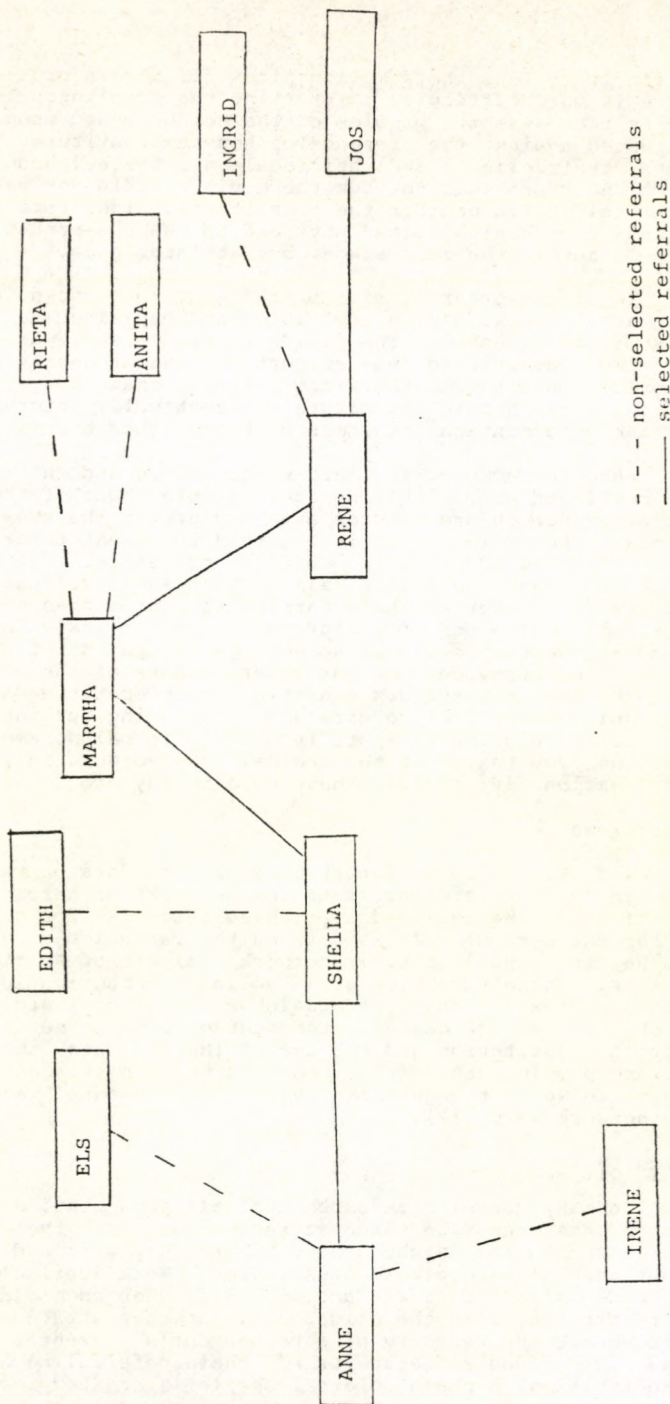 RIETA
ANITA
INGRID
JOS
MARTHA
RENE
EDITH
SHEILA
ELS
ANNE
IRENE
- - - non-selected referrals
——— selected referrals